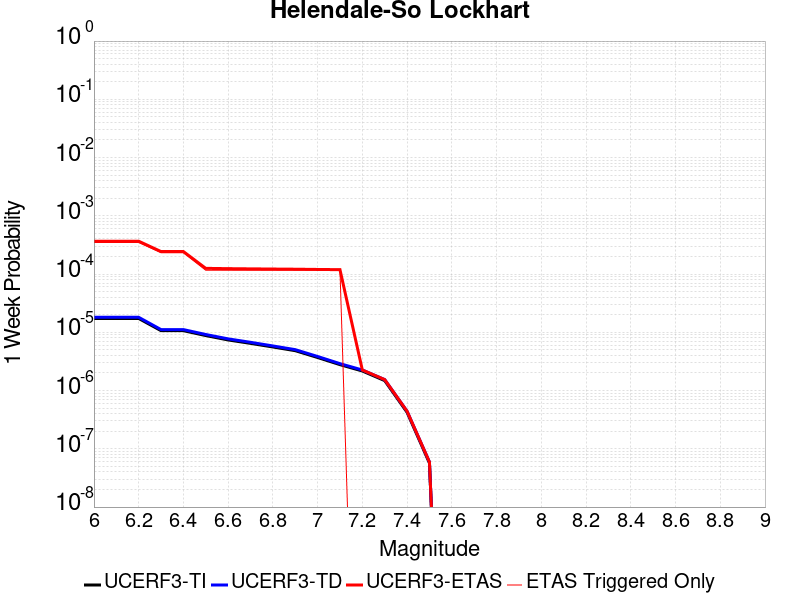 Helendale-So Lockhart
10^0
10^-1
10^-2
10^-3
10^-4
10^-5
10^-6
10^-7
10^-8
1 Week Probability
6 6.2 6.4 6.6 6.8 7 7.2 7.4 7.6 7.8 8 8.2 8.4 8.6 8.8 9
Magnitude
UCERF3-TI UCERF3-TD UCERF3-ETAS ETAS Triggered Only